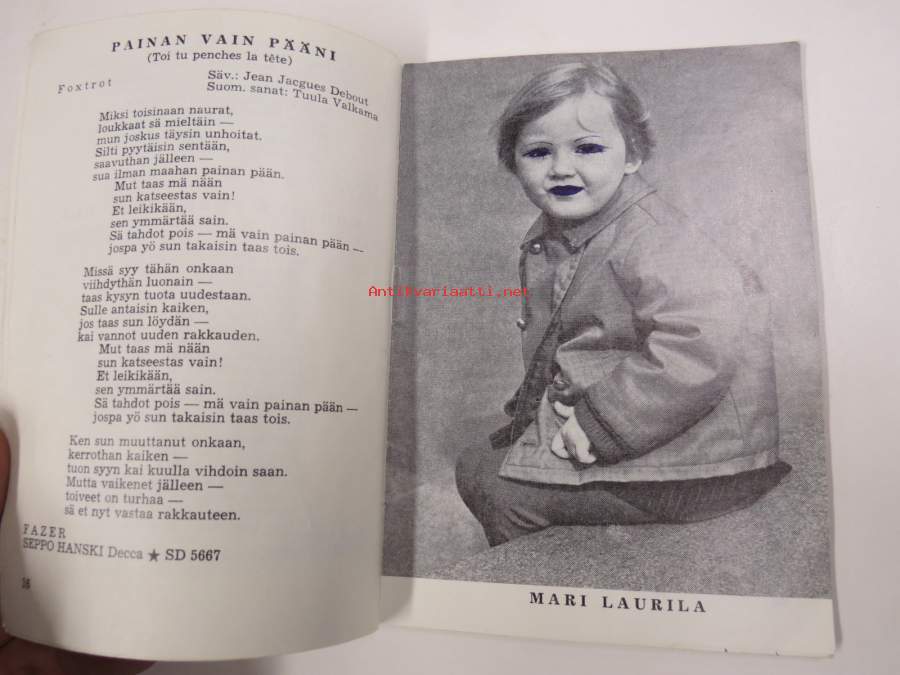 PAINAN VAIN PÄÄNI
(Toi tu penches la tête)
Foxtrot
Säv.: Jean Jacgues Debout
Suom. sanat: Tuula Valkama
Miksi toisinaan naurat,
loukkaat sä mieltäin —
mun joskus täysin unhoitat.
Silti pyytäisin sentään,
saavuthan jälleen —
sua ilman maahan painan pään.
Mut taas mä nään
sun katseestas vain!
Et leikikään,
sen ymmärtää sain.
Sä tahdot pois — mä vain painan pään —
jospa yö sun takaisin taas tois.
Missä syy tähän onkaan
viihdythän luonain —
taas kysyn tuota uudestaan.
Sulle antaisin kaiken,
jos taas sun löydän —
kai vannot uuden rakkauden.
Mut taas mä nään
sun katseestas vain!
Et leikikään,
sen ymmärtää sain.
Sä tahdot pois — mä vain painan pään —
jospa yö sun takaisin taas tois.
Ken sun muuttanut onkaan,
kerrothan kaiken —
tuon syyn kai kuulla vihdoin saan.
Mutta vaikenet jälleen —
toiveet on turhaa —
sä et nyt vastaa rakkauteen.
FAZER
SEPPO HANSKI Decca ★ SD 5667
16
Antikvariaatti.net
MARI LAURILA